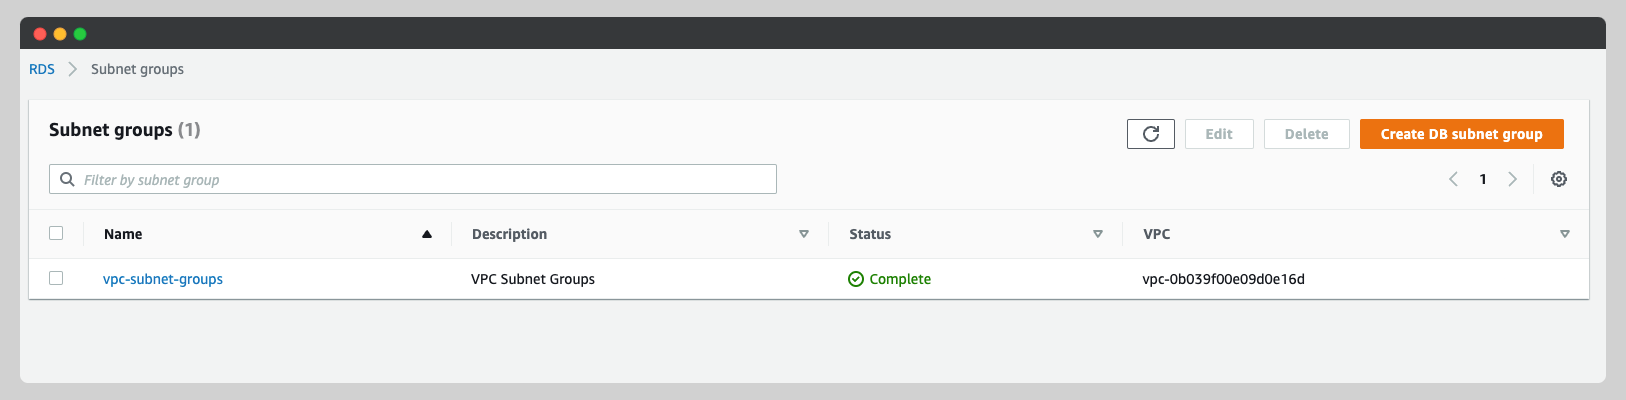 RDS Subnet groups
Subnet groups (1)
Edit Delete Create DB subnet group
Filter by subnet group
1
Name Description Status VPC
vpc-subnet-groups VPC Subnet Groups Complete vpc-0b039f00e09d0e16d